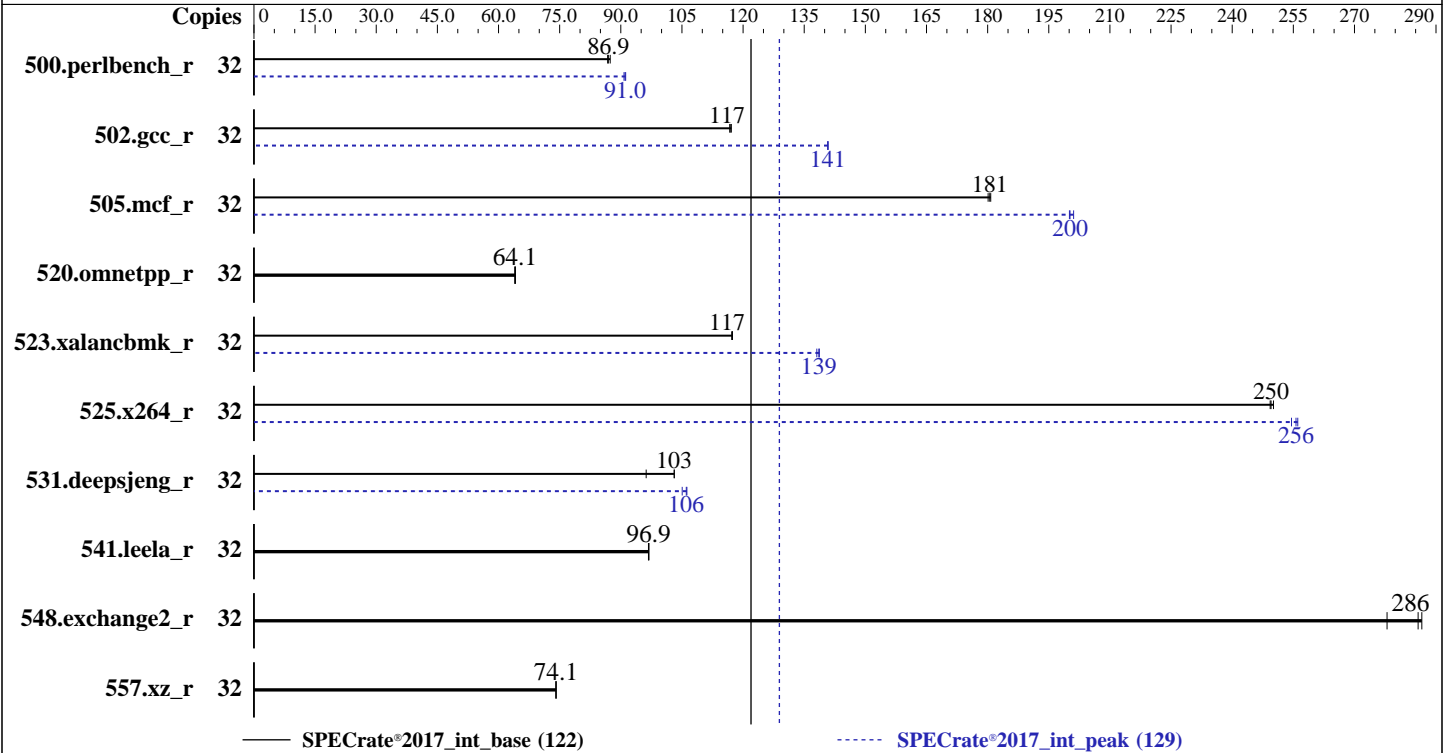 Copies 0 15.0 30.0 45.0 60.0 75.0 90.0 105 120 135 150 165 180 195 210 225 240 255 270 290
86.9
500.perlbench_r 32
91.0
117
502.gcc_r 32
141
181
505.mcf_r 32
200
64.1
520.omnetpp_r 32
117
523.xalancbmk_r 32
139
250
525.x264_r 32
256
103
531.deepsjeng_r 32
106
96.9
541.leela_r 32
286
548.exchange2_r 32
74.1
557.xz_r 32
SPECrate®2017_int_base (122) SPECrate®2017_int_peak (129)